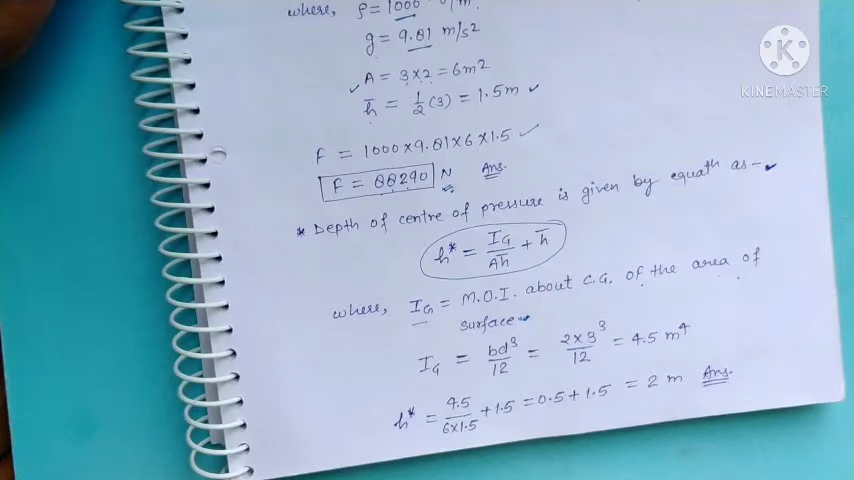 where, ρ = 1000
g = 9.81 m/s2
A = 3×2 = 6m2
h̄ = 1/2 (3) = 1.5m
F = 1000×9.81×6×1.5
F = 88290 N Ans.
* Depth of centre of pressure is given by equatn as-
h* = IG/Ah̄ + h̄
where, IG = M.O.I. about C.G. of the area of
surface
IG = bd³/12 = 2×3³/12 = 4.5 m⁴
h* = 4.5/6×1.5 + 1.5 = 0.5 + 1.5 = 2 m Ans.
K
KINEMASTER